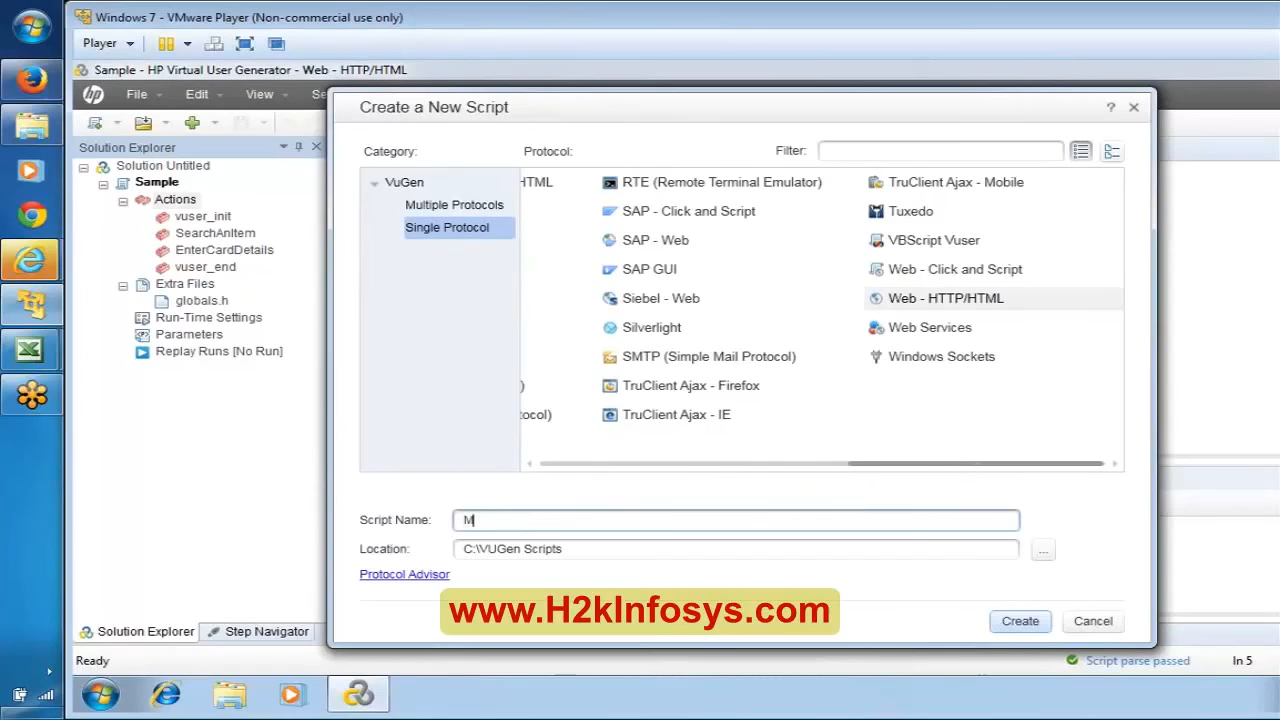 Windows 7 - VMware Player (Non-commercial use only)
Player
Sample - HP Virtual User Generator - Web - HTTP/HTML
hp File Edit View Se
Create a New Script
Solution Explorer
Solution Untitled
Sample
Actions
vuser_init
SearchAnItem
EnterCardDetails
vuser_end
Extra Files
globals.h
Run-Time Settings
Parameters
Replay Runs [No Run]
Category:
Protocol:
Filter:
VuGen
Multiple Protocols
Single Protocol
HTML
)
tocol)
RTE (Remote Terminal Emulator)
SAP - Click and Script
SAP - Web
SAP GUI
Siebel - Web
Silverlight
SMTP (Simple Mail Protocol)
TruClient Ajax - Firefox
TruClient Ajax - IE
TruClient Ajax - Mobile
Tuxedo
VBScript Vuser
Web - Click and Script
Web - HTTP/HTML
Web Services
Windows Sockets
Script Name: M
Location: C:\VUGen Scripts
...
Protocol Advisor
www.H2kInfosys.com
Create
Cancel
Solution Explorer
Step Navigator
Ready
Script parse passed
ln 5